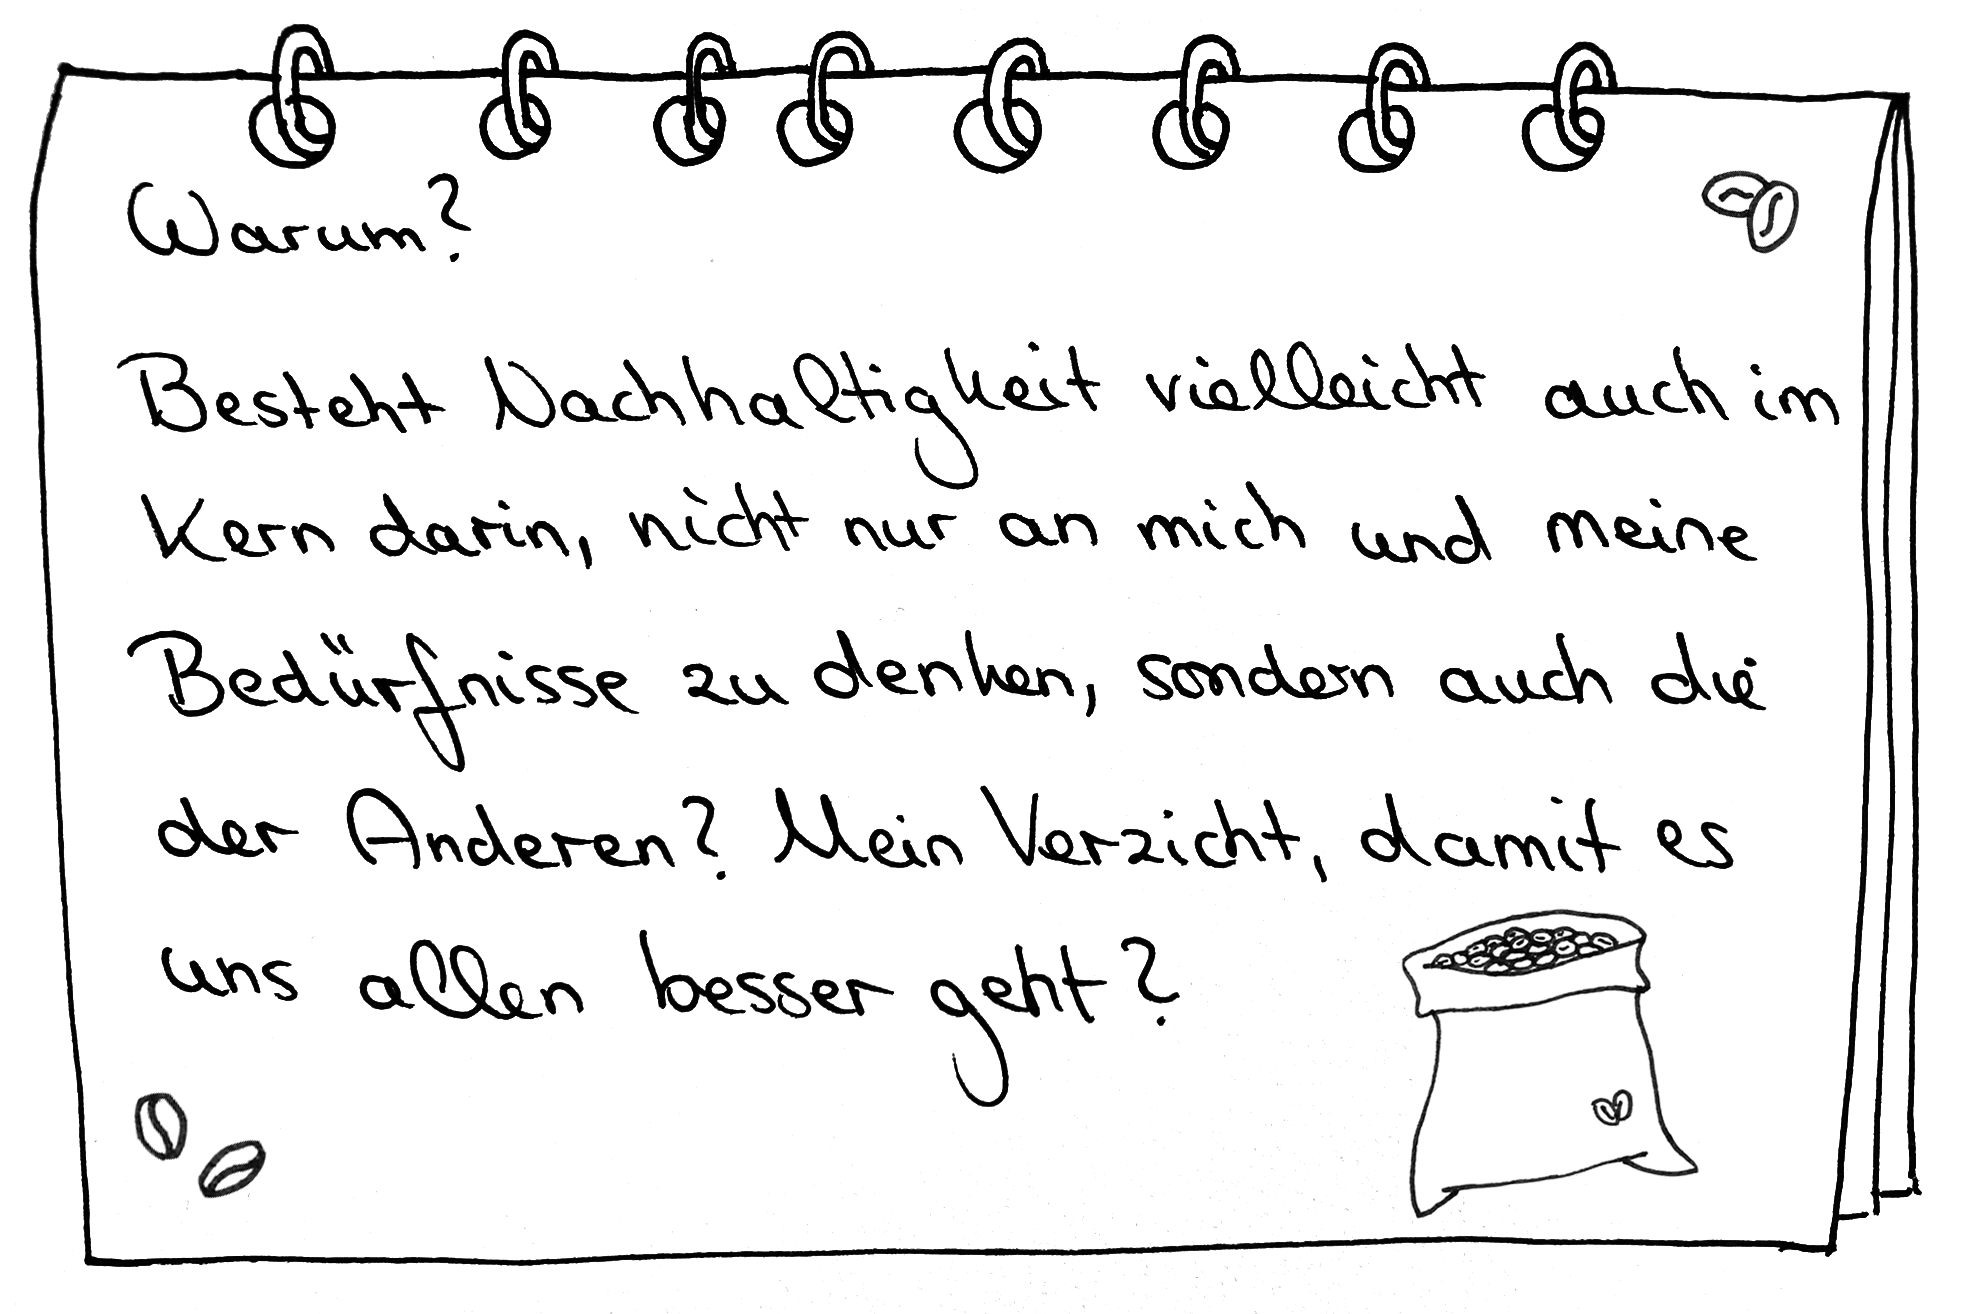 Warum?
Besteht Nachhaltigkeit vielleicht auch im
Kern darin, nicht nur an mich und meine
Bedürfnisse zu denken, sondern auch die
der Anderen? Mein Verzicht, damit es
uns allen besser geht?